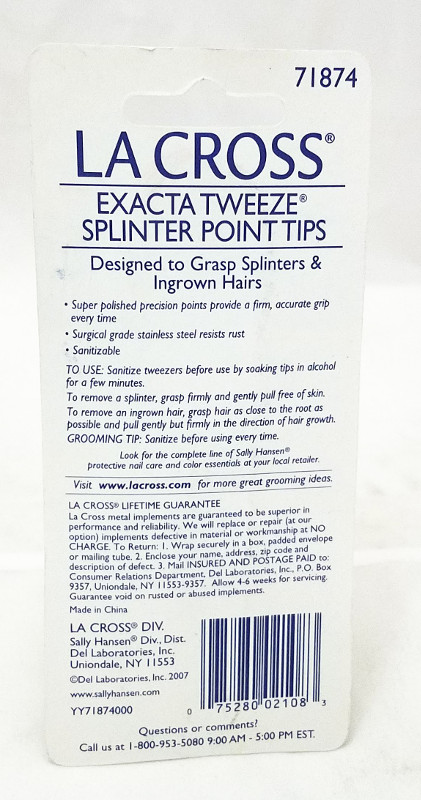 71874
LA CROSS®
EXACTA TWEEZE®
SPLINTER POINT TIPS
Designed to Grasp Splinters &
Ingrown Hairs
• Super polished precision points provide a firm, accurate grip
every time
• Surgical grade stainless steel resists rust
• Sanitizable
TO USE: Sanitize tweezers before use by soaking tips in alcohol
for a few minutes.
To remove a splinter, grasp firmly and gently pull free of skin.
To remove an ingrown hair, grasp hair as close to the root as
possible and pull gently but firmly in the direction of hair growth.
GROOMING TIP: Sanitize before using every time.
Look for the complete line of Sally Hansen®
protective nail care and color essentials at your local retailer.
Visit www.lacross.com for more great grooming ideas.
LA CROSS® LIFETIME GUARANTEE
La Cross metal implements are guaranteed to be superior in
performance and reliability. We will replace or repair (at our
option) implements defective in material or workmanship at NO
CHARGE. To Return: 1. Wrap securely in a box, padded envelope
or mailing tube. 2. Enclose your name, address, zip code and
description of defect. 3. Mail INSURED AND POSTAGE PAID to:
Consumer Relations Department, Del Laboratories, Inc., P.O. Box
9357, Uniondale, NY 11553-9357. Allow 4-6 weeks for servicing.
Guarantee void on rusted or abused implements.
Made in China
LA CROSS® DIV.
Sally Hansen® Div., Dist.
Del Laboratories, Inc.
Uniondale, NY 11553
©Del Laboratories, Inc. 2007
www.sallyhansen.com
YY71874000
0 75280 02108 3
Questions or comments?
Call us at 1-800-953-5080 9:00 AM - 5:00 PM EST.